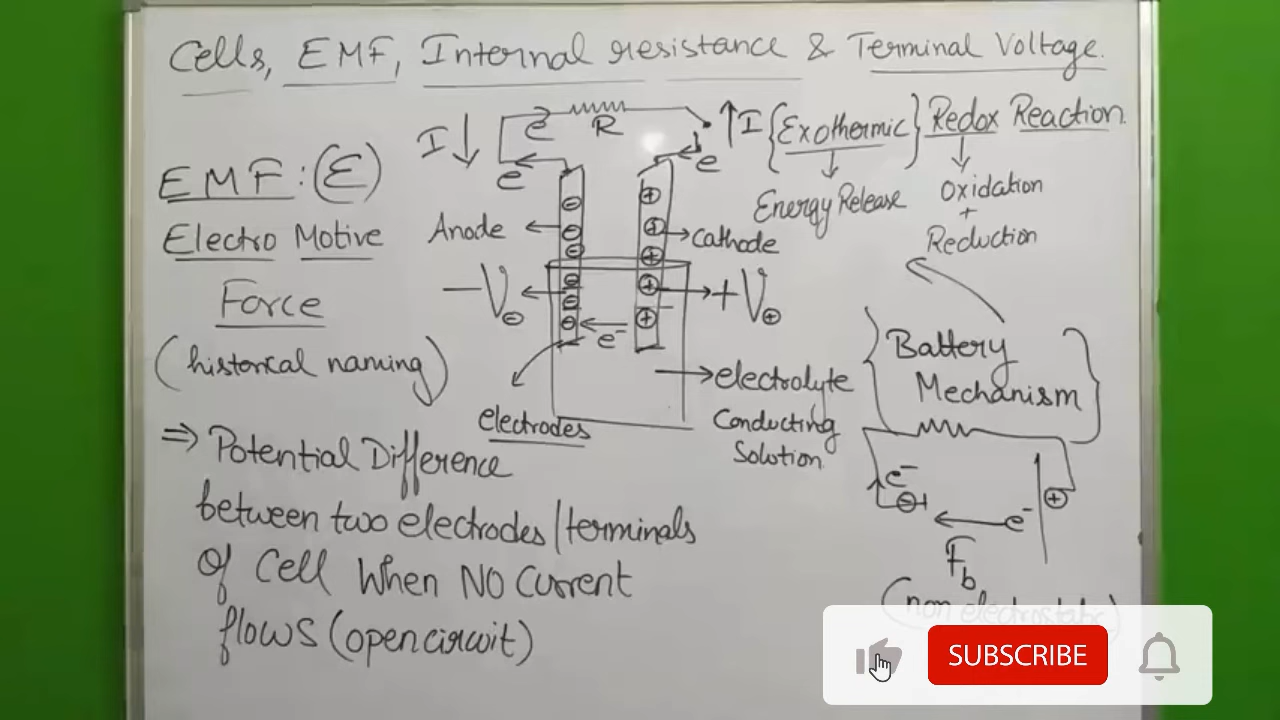 Cells, EMF, Internal resistance & Terminal Voltage.
EMF: (Ɛ)
Electro Motive
Force
(historical naming)
⇒ Potential Difference
between two electrodes/terminals
of Cell When NO Current
flows (open circuit)
I ↓
e
R
e
e
↑ I {Exothermic} Redox Reaction
Energy Release
Oxidation
+
Reduction
Anode
Cathode
−V⊖
+V⊕
e⁻
electrodes
electrolyte
Conducting
Solution
Battery
Mechanism
e⁻
e⁻
F_b
(non electrostatic)
SUBSCRIBE